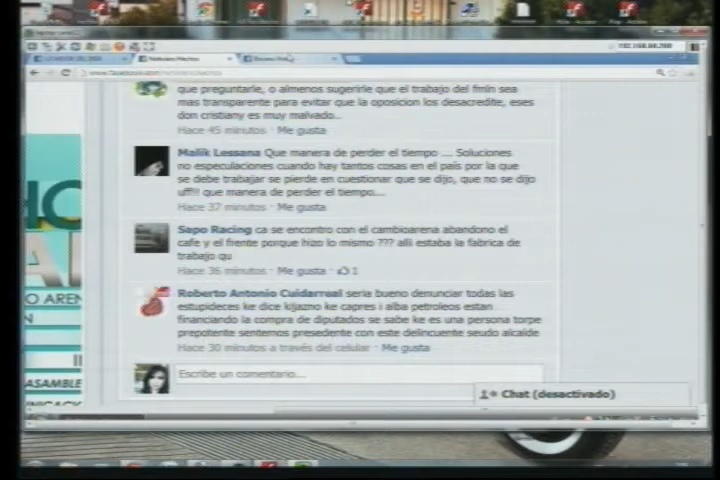 que preguntarle, o almenos sugerirle que el trabajo del fmln sea
mas transparente para evitar que la oposicion los desacredite, eses
don cristiany es muy malvado..
Hace 45 minutos · Me gusta
Malik Lessana Que manera de perder el tiempo .... Soluciones
no especulaciones cuando hay tantos cosas en el país por la que
se debe trabajar se pierde en cuestionar que se dijo, que no se dijo
uff!! que manera de perder el tiempo....
Hace 37 minutos · Me gusta
Sapo Racing ca se encontro con el cambioarena abandono el
cafe y el frente porque hizo lo mismo ??? alli estaba la fabrica de
trabajo qu
Hace 36 minutos · Me gusta · 1
Roberto Antonio Cuidarreal seria bueno denunciar todas las
estupideces ke dice kijazno ke capres i alba petroleos estan
financiando la compra de diputados se sabe ke es una persona torpe
prepotente sentemos presedente con este delincuente seudo alcalde
Hace 30 minutos a través del celular · Me gusta
Escribe un comentario...
Chat (desactivado)
O AREN
ASAMBLE